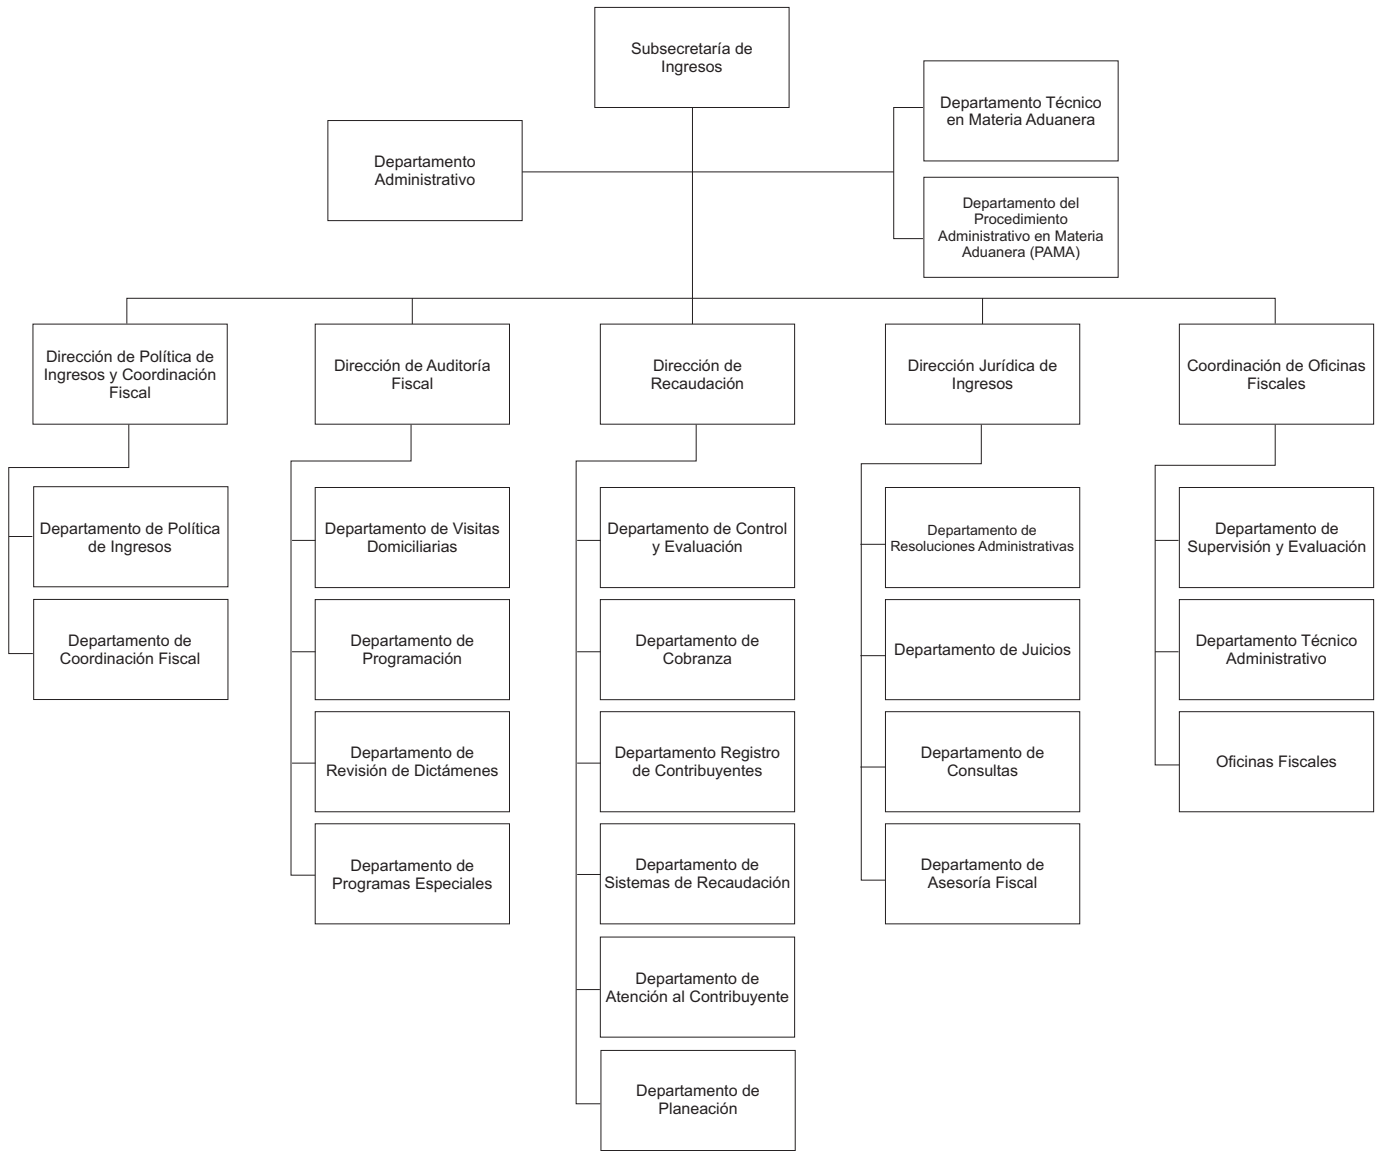 Subsecretaría de
Ingresos
Departamento Técnico
en Materia Aduanera
Departamento
Administrativo
Departamento del
Procedimiento
Administrativo en Materia
Aduanera (PAMA)
Dirección de Política de
Ingresos y Coordinación
Fiscal
Dirección de Auditoría
Fiscal
Dirección de
Recaudación
Dirección Jurídica de
Ingresos
Coordinación de Oficinas
Fiscales
Departamento de Política
de Ingresos
Departamento de
Coordinación Fiscal
Departamento de Visitas
Domiciliarias
Departamento de
Programación
Departamento de
Revisión de Dictámenes
Departamento de
Programas Especiales
Departamento de Control
y Evaluación
Departamento de
Cobranza
Departamento Registro
de Contribuyentes
Departamento de
Sistemas de Recaudación
Departamento de
Atención al Contribuyente
Departamento de
Planeación
Departamento de
Resoluciones Administrativas
Departamento de Juicios
Departamento de
Consultas
Departamento de
Asesoría Fiscal
Departamento de
Supervisión y Evaluación
Departamento Técnico
Administrativo
Oficinas Fiscales